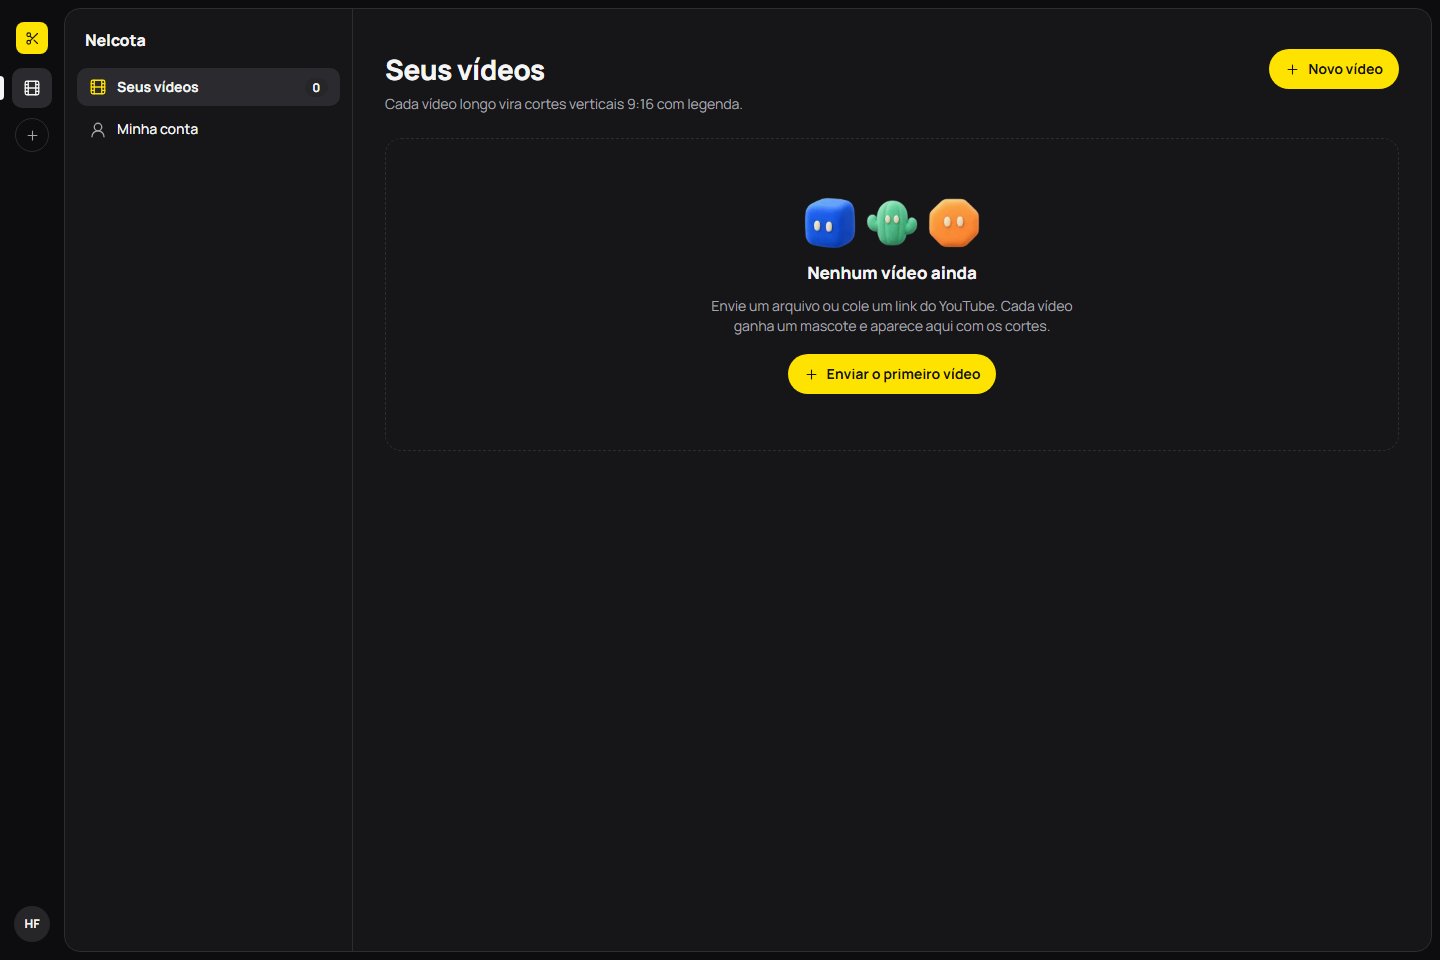 Nelcota
Seus vídeos
0
Minha conta
HF
Seus vídeos
Cada vídeo longo vira cortes verticais 9:16 com legenda.
Novo vídeo
Nenhum vídeo ainda
Envie um arquivo ou cole um link do YouTube. Cada vídeo
ganha um mascote e aparece aqui com os cortes.
Enviar o primeiro vídeo